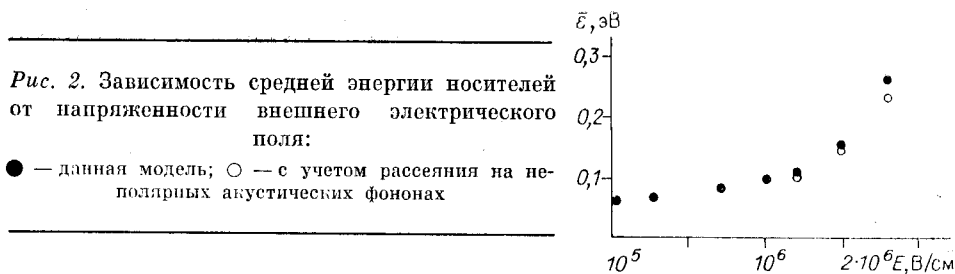 Рис. 2. Зависимость средней энергии носителей
от напряженности внешнего электрического
поля:
● — данная модель; ○ — с учетом рассеяния на не-
полярных акустических фононах
ε̄, эВ
0,3
0,2
0,1
10⁵ 10⁶ 2·10⁶ E, В/см